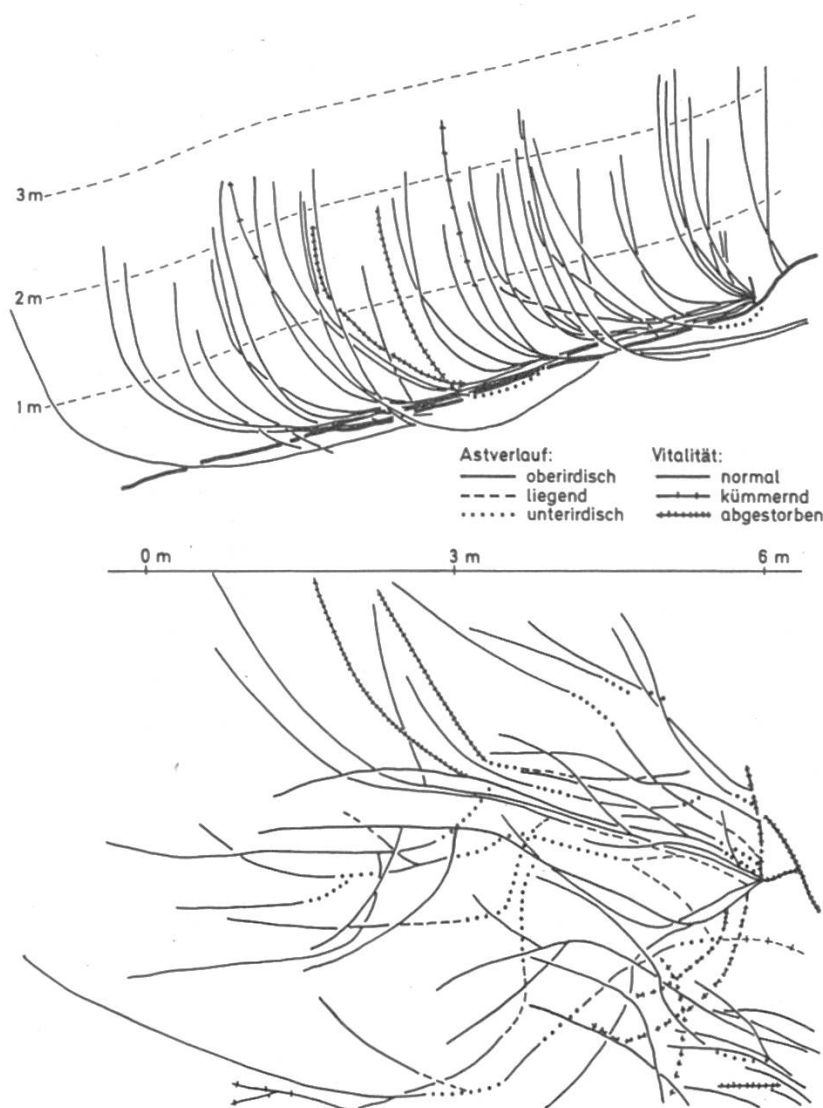 3 m
2 m
1 m
Astverlauf: Vitalität:
oberirdisch normal
liegend kümmernd
unterirdisch abgestorben
0 m 3 m 6 m